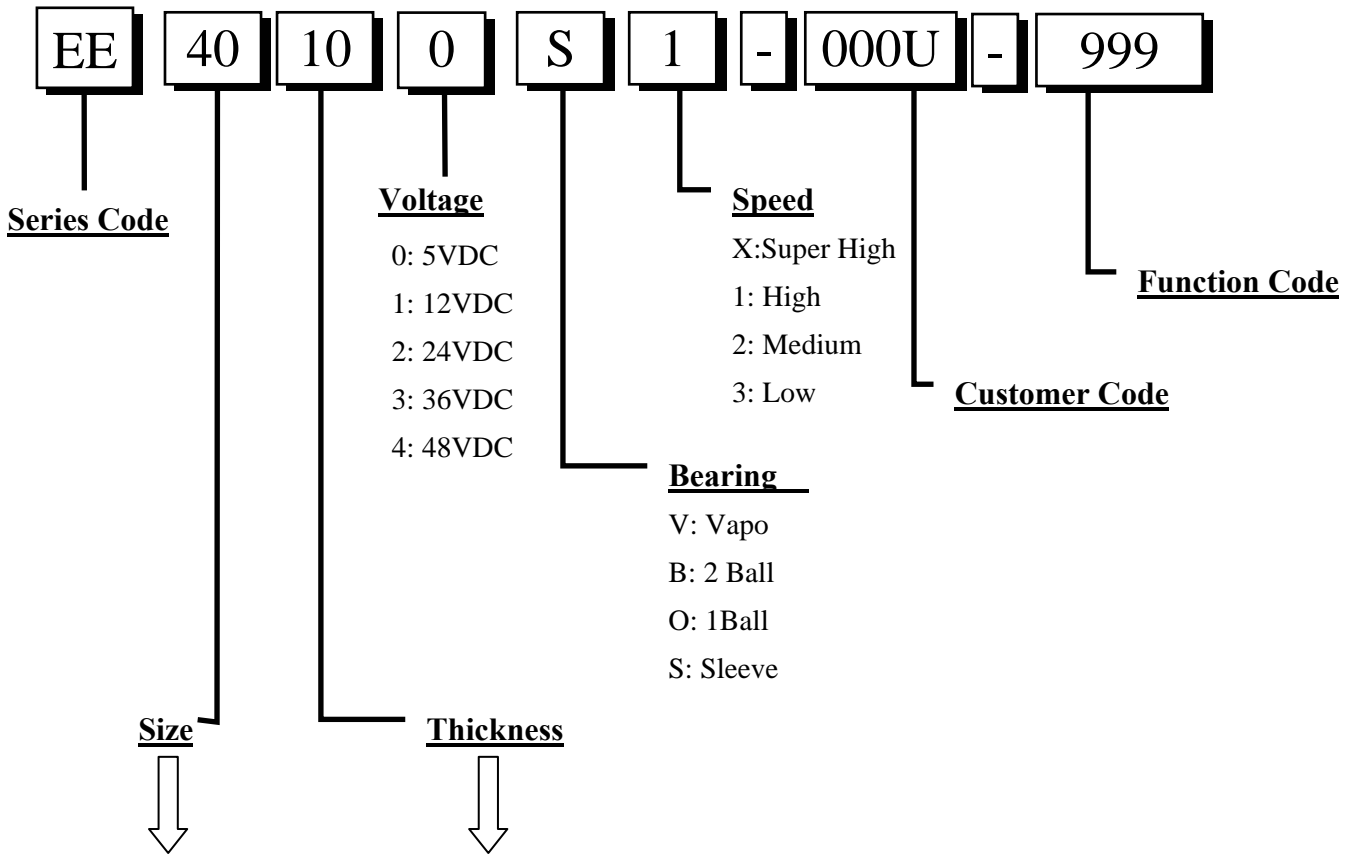 EE 40 10 0 S 1 - 000U - 999
Series Code
Voltage
0: 5VDC
1: 12VDC
2: 24VDC
3: 36VDC
4: 48VDC
Speed
X:Super High
1: High
2: Medium
3: Low
Function Code
Customer Code
Bearing
V: Vapo
B: 2 Ball
O: 1Ball
S: Sleeve
Size
Thickness